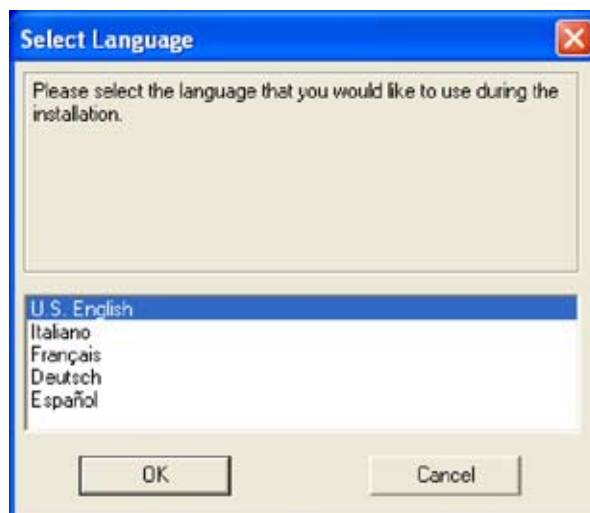 Select Language
Please select the language that you would like to use during the
installation.
U.S. English
Italiano
Français
Deutsch
Español
OK
Cancel